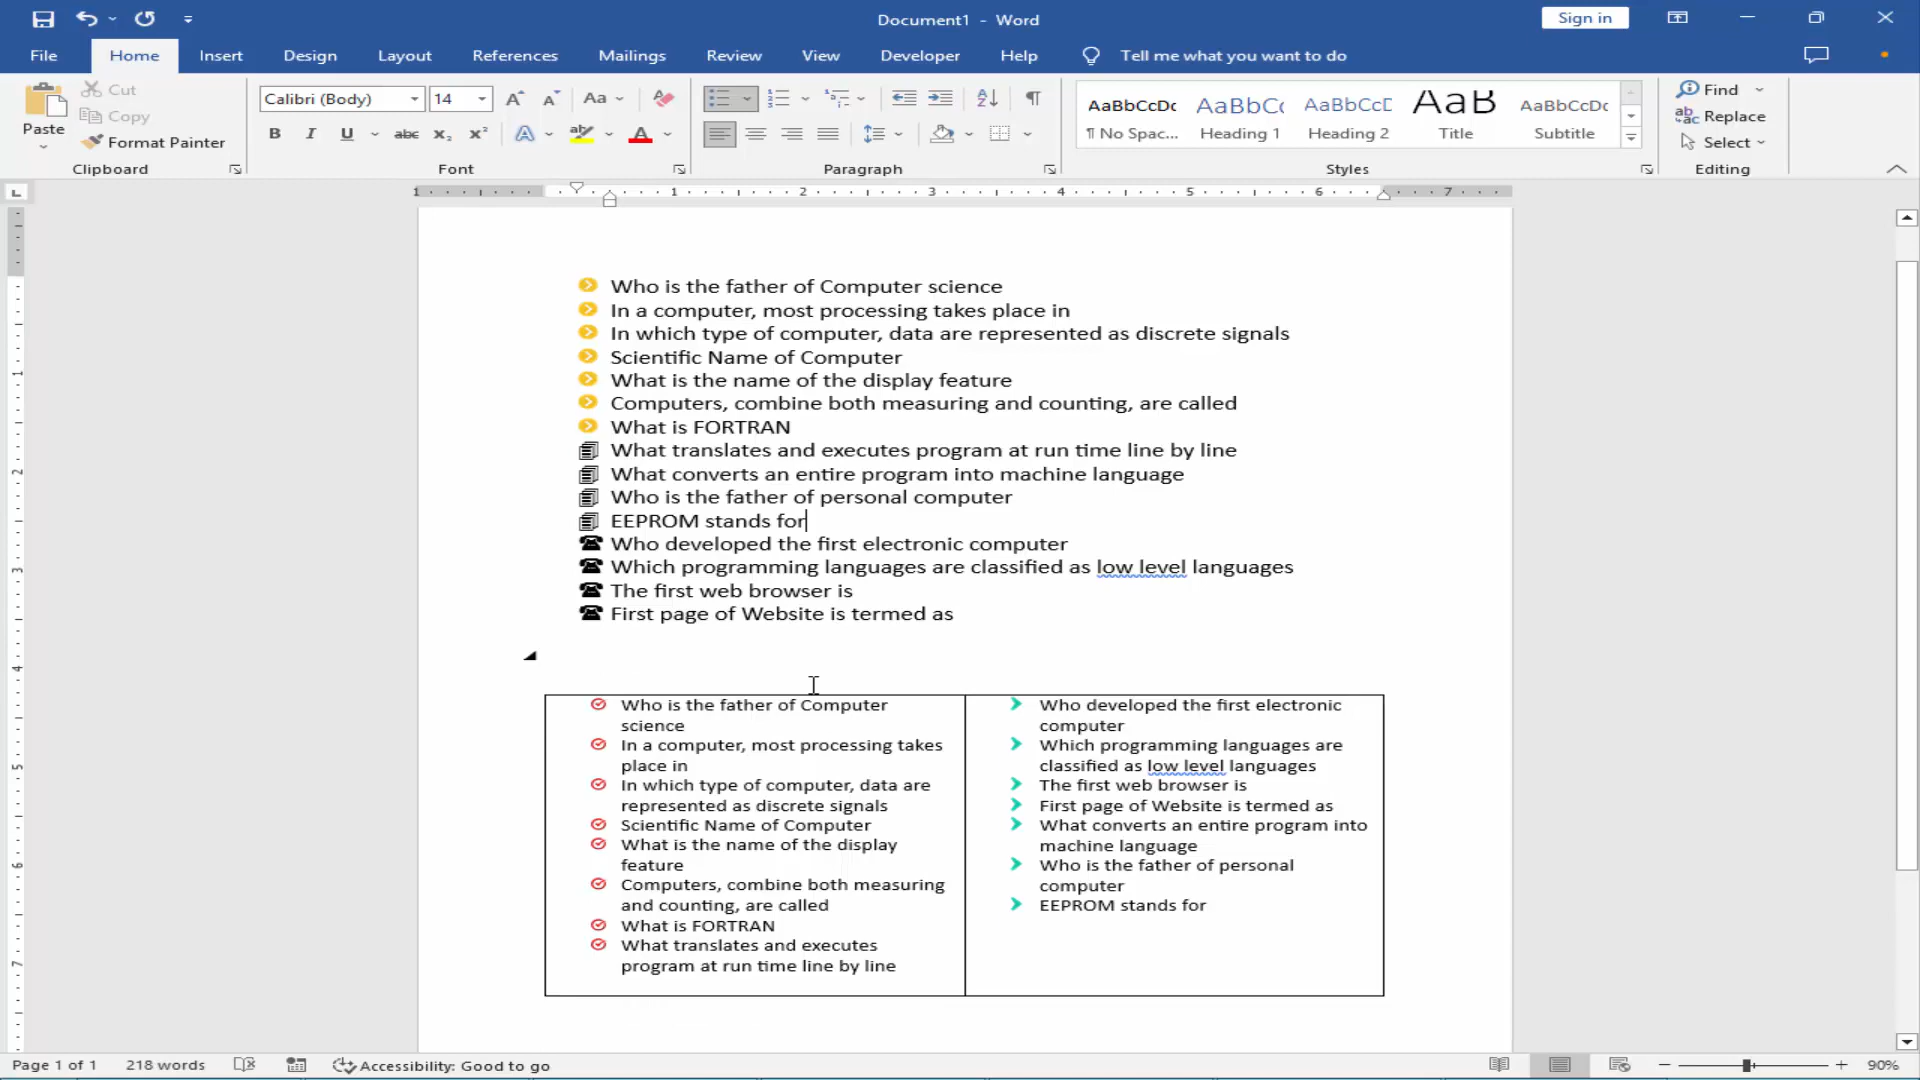 Document1 - Word
Sign in
File Home Insert Design Layout References Mailings Review View Developer Help Tell me what you want to do
Paste
Cut
Copy
Format Painter
Clipboard
Calibri (Body) 14
Font
Paragraph
AaBbCcDc AaBbCc AaBbCcD AaB AaBbCcDc
¶ No Spac... Heading 1 Heading 2 Title Subtitle
Styles
Find
Replace
Select
Editing
1 1 2 3 4 5 6 7
Who is the father of Computer science
In a computer, most processing takes place in
In which type of computer, data are represented as discrete signals
Scientific Name of Computer
What is the name of the display feature
Computers, combine both measuring and counting, are called
What is FORTRAN
What translates and executes program at run time line by line
What converts an entire program into machine language
Who is the father of personal computer
EEPROM stands for
Who developed the first electronic computer
Which programming languages are classified as low level languages
The first web browser is
First page of Website is termed as
Who is the father of Computer
science
In a computer, most processing takes
place in
In which type of computer, data are
represented as discrete signals
Scientific Name of Computer
What is the name of the display
feature
Computers, combine both measuring
and counting, are called
What is FORTRAN
What translates and executes
program at run time line by line
Who developed the first electronic
computer
Which programming languages are
classified as low level languages
The first web browser is
First page of Website is termed as
What converts an entire program into
machine language
Who is the father of personal
computer
EEPROM stands for
Page 1 of 1 218 words Accessibility: Good to go 90%